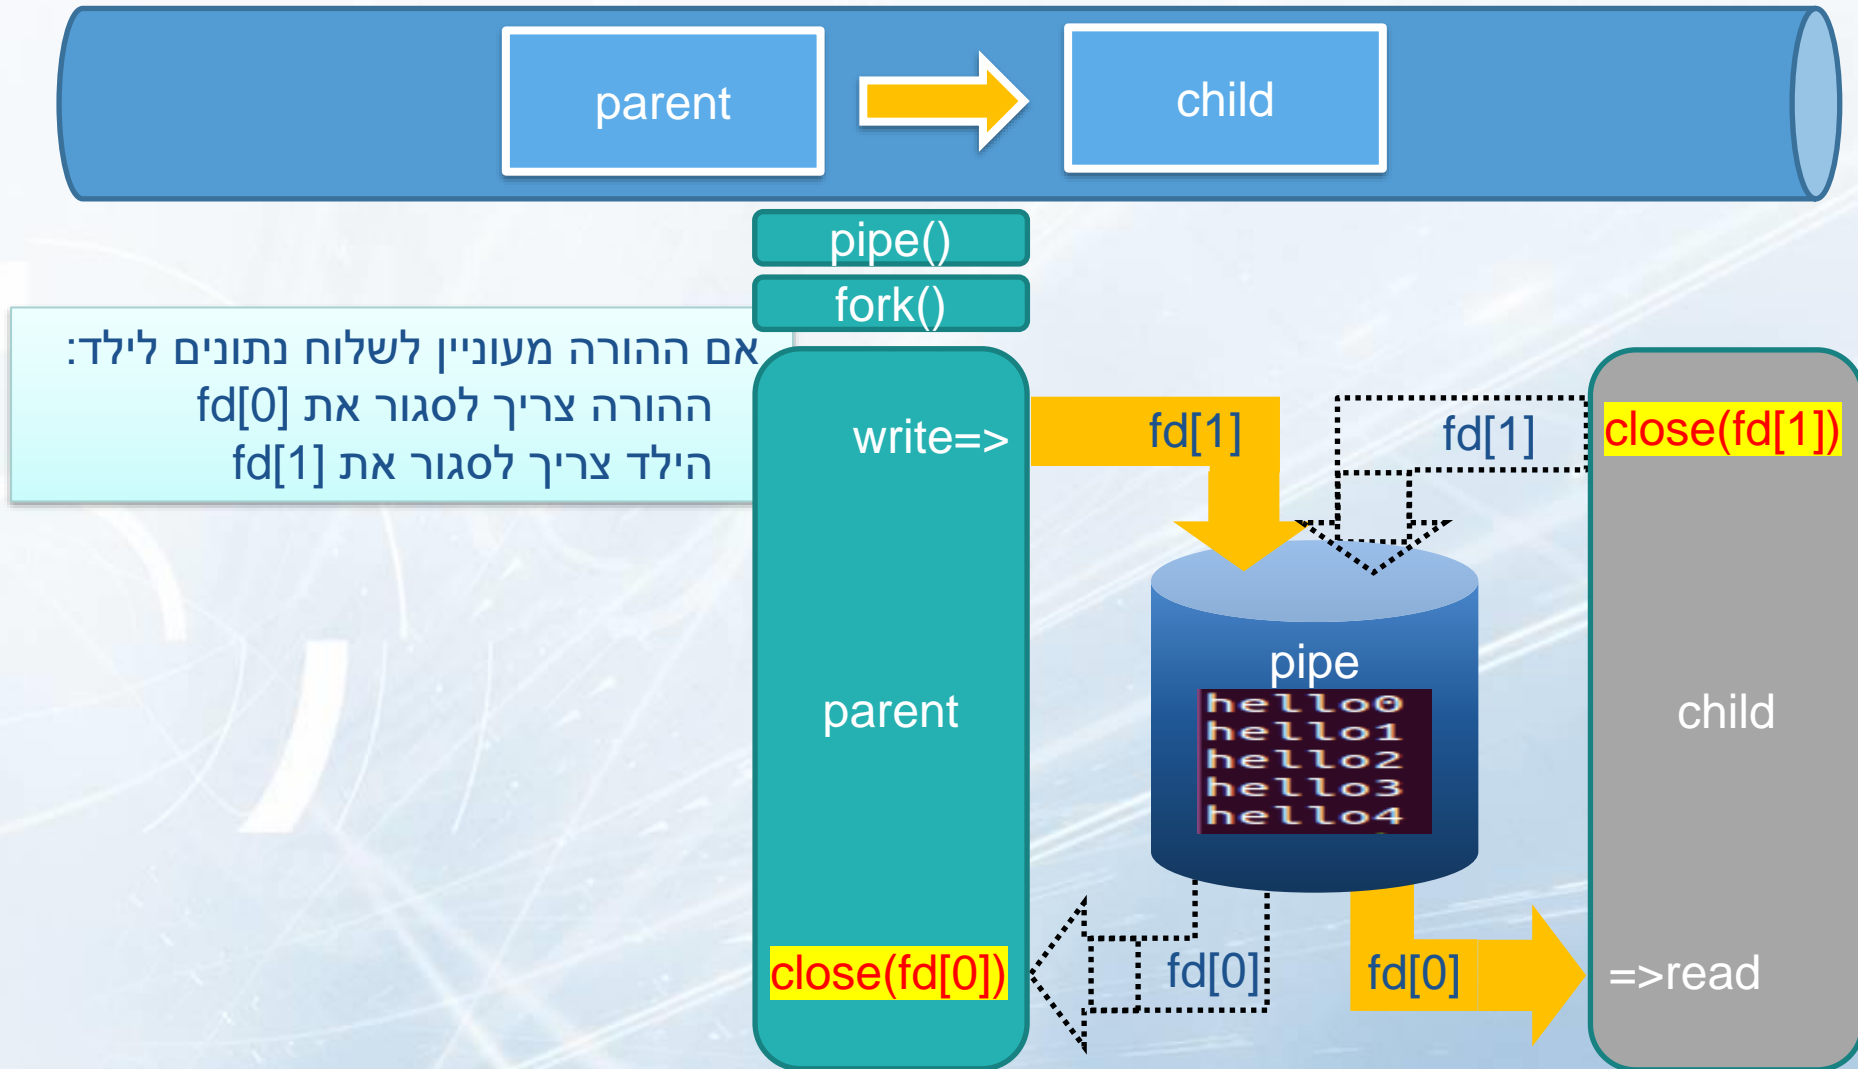 parent
child
pipe()
fork()
אם ההורה מעוניין לשלוח נתונים לילד:
ההורה צריך לסגור את fd[0]
הילד צריך לסגור את fd[1]
write=>
fd[1]
fd[1]
close(fd[1])
pipe
hello0
hello1
hello2
hello3
hello4
parent
child
close(fd[0])
fd[0]
fd[0]
=>read